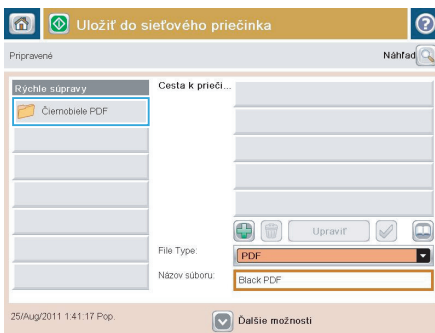 Uložiť do sieťového priečinka
Pripravené
Náhľad
Rýchle súpravy
Čiernobiele PDF
Cesta k prieči...
Upraviť
File Type:
PDF
Názov súboru:
Black PDF
25/Aug/2011 1:41:17 Pop.
Ďalšie možnosti